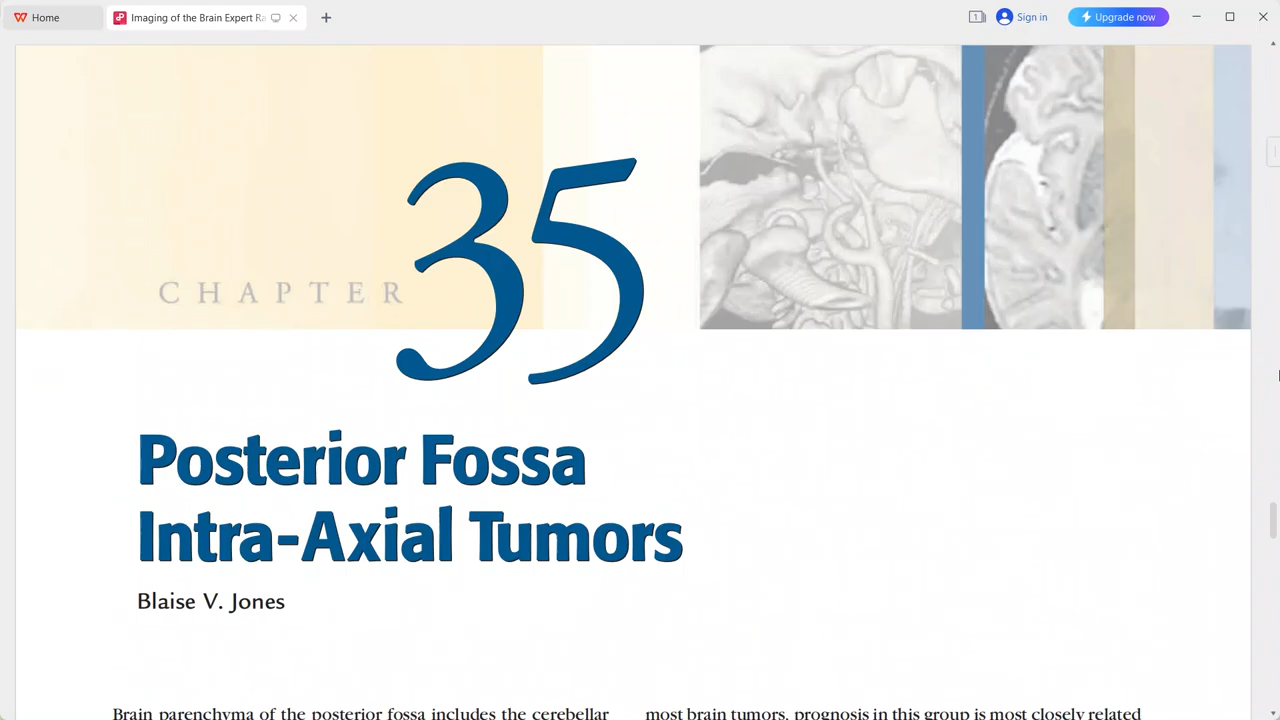 Home
Imaging of the Brain Expert Ra
1
Sign in
Upgrade now
CHAPTER
35
Posterior Fossa
Intra-Axial Tumors
Blaise V. Jones
Brain parenchyma of the posterior fossa includes the cerebellar
most brain tumors, prognosis in this group is most closely related